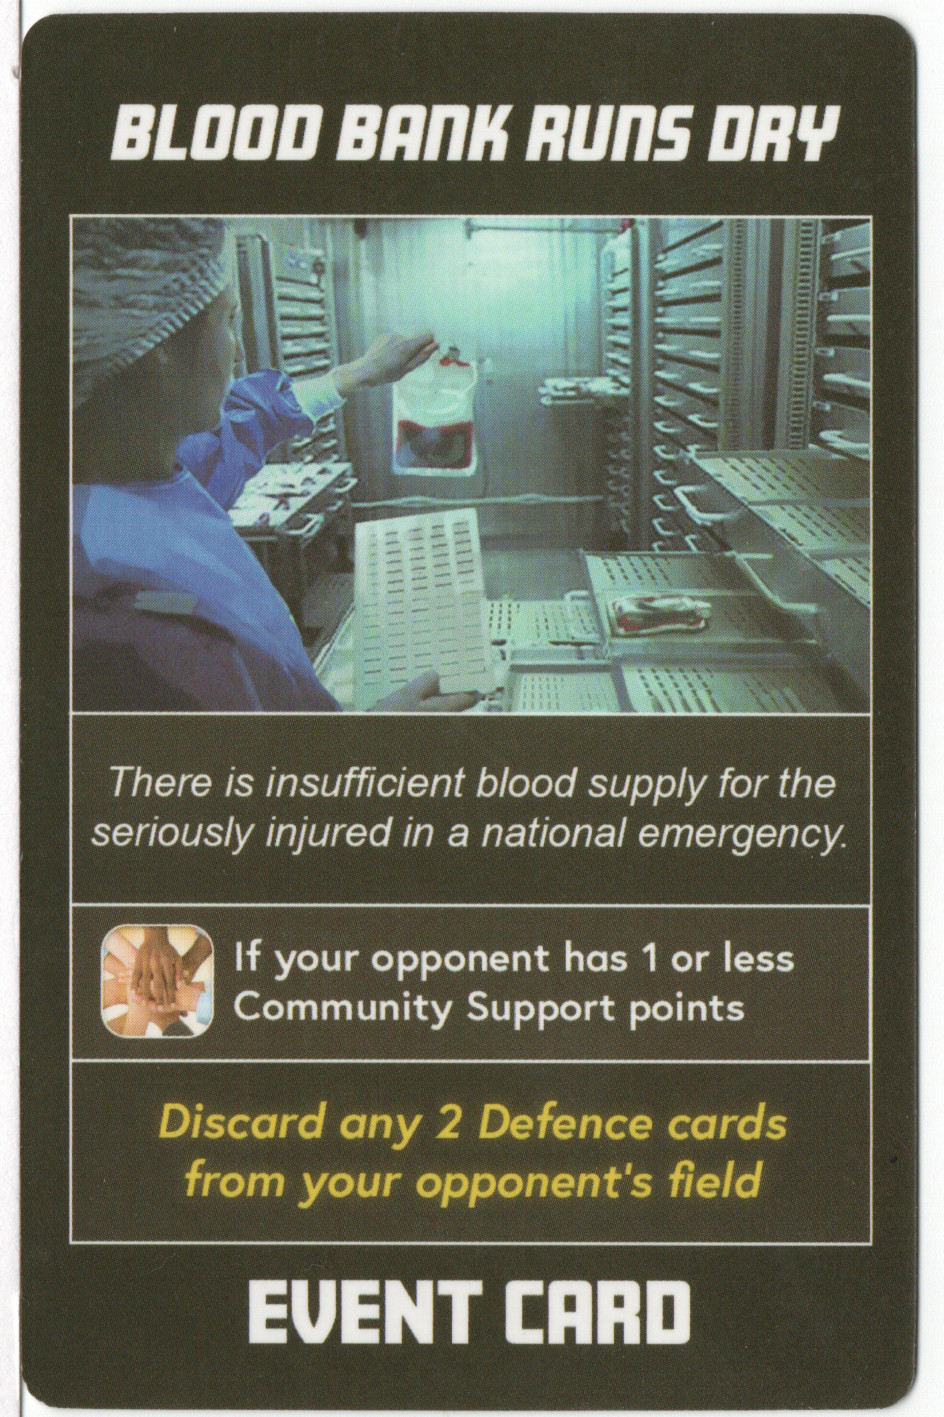 BLOOD BANK RUNS DRY
There is insufficient blood supply for the
seriously injured in a national emergency.
If your opponent has 1 or less
Community Support points
Discard any 2 Defence cards
from your opponent's field
EVENT CARD